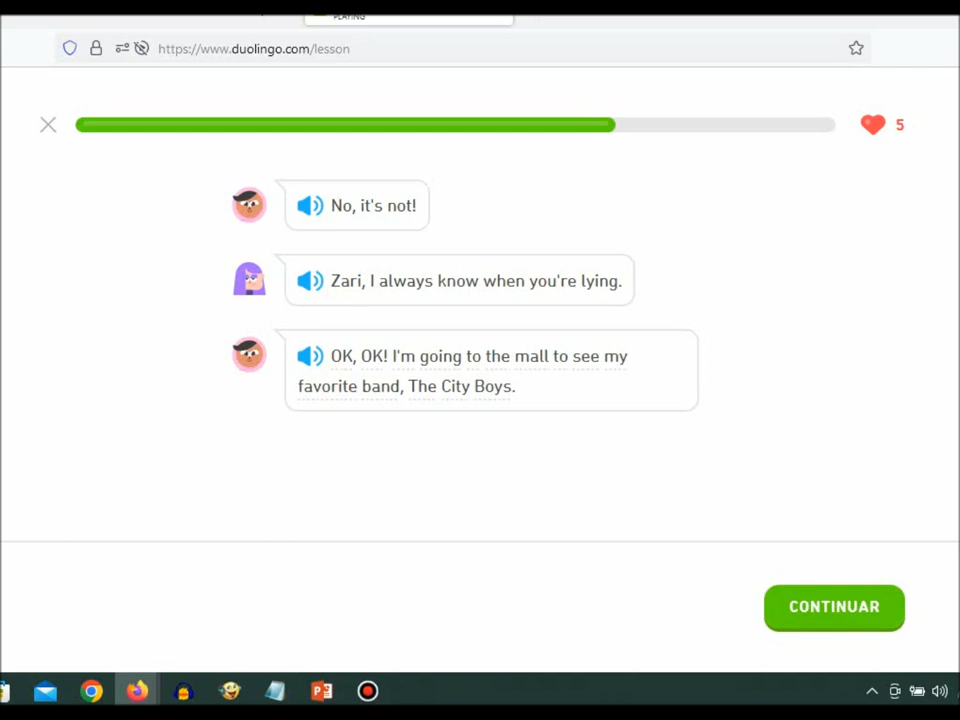 PLAYING
https://www.duolingo.com/lesson
5
No, it's not!
Zari, I always know when you're lying.
OK, OK! I'm going to the mall to see my
favorite band, The City Boys.
CONTINUAR